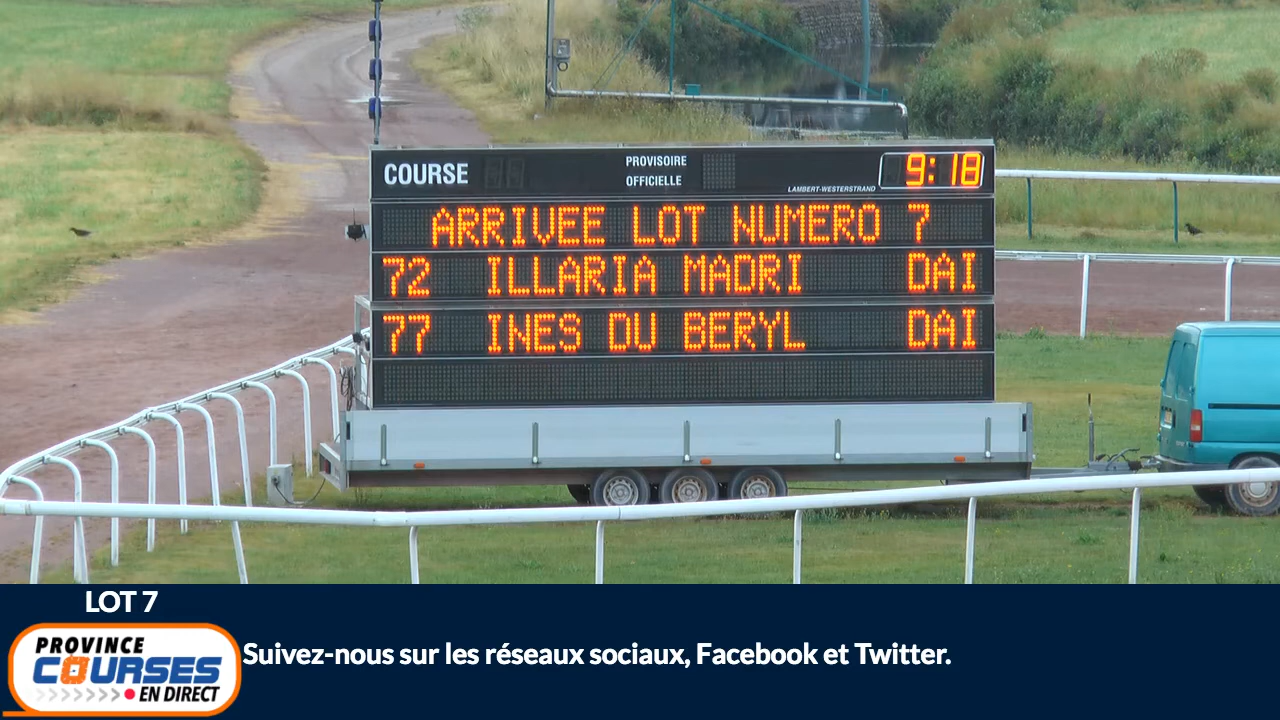 COURSE PROVISOIRE OFFICIELLE LAMBERT-WESTERSTRAND 9:18
ARRIVEE LOT NUMERO 7
72 ILLARIA MADRI DAI
77 INES DU BERYL DAI
LOT 7
PROVINCE
COURSES
EN DIRECT
Suivez-nous sur les réseaux sociaux, Facebook et Twitter.